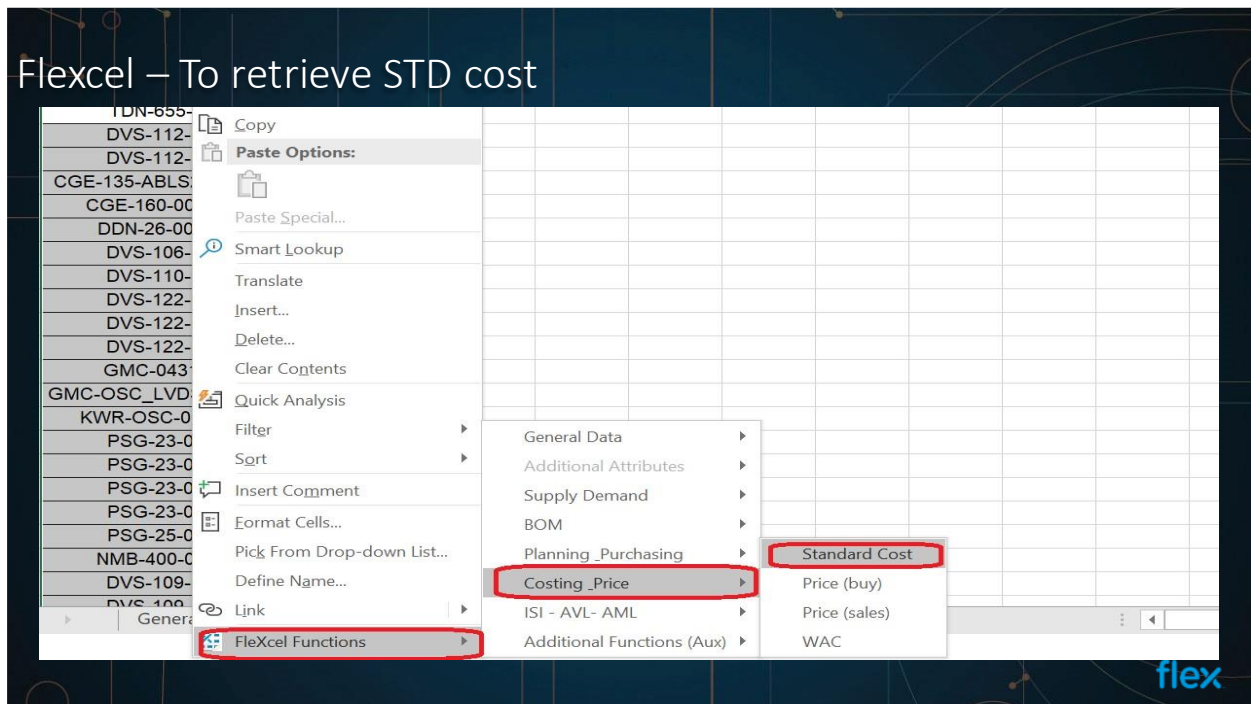 Flexcel – To retrieve STD cost
TDN-655-
DVS-112-
DVS-112-
CGE-135-ABLS
CGE-160-00
DDN-26-00
DVS-106-
DVS-110-
DVS-122-
DVS-122-
DVS-122-
GMC-043
GMC-OSC_LVD
KWR-OSC-0
PSG-23-0
PSG-23-0
PSG-23-0
PSG-23-0
PSG-25-0
NMB-400-0
DVS-109-
DVS-109
Genera
Copy
Paste Options:
Paste Special...
Smart Lookup
Translate
Insert...
Delete...
Clear Contents
Quick Analysis
Filter
Sort
Insert Comment
Format Cells...
Pick From Drop-down List...
Define Name...
Link
FleXcel Functions
General Data
Additional Attributes
Supply Demand
BOM
Planning _Purchasing
Costing _Price
ISI - AVL- AML
Additional Functions (Aux)
Standard Cost
Price (buy)
Price (sales)
WAC
flex